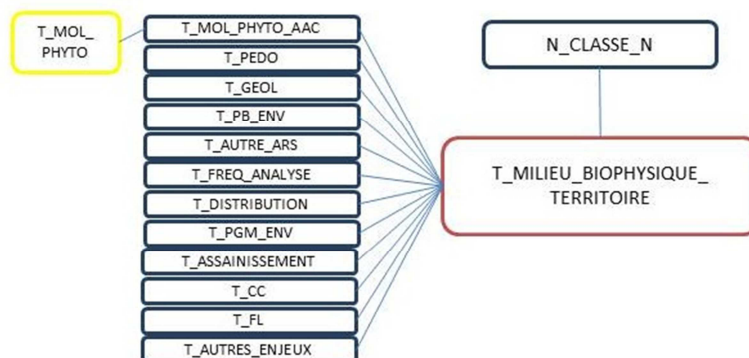 T_MOL_
PHYTO
T_MOL_PHYTO_AAC
T_PEDO
T_GEOL
T_PB_ENV
T_AUTRE_ARS
T_FREQ_ANALYSE
T_DISTRIBUTION
T_PGM_ENV
T_ASSAINISSEMENT
T_CC
T_FL
T_AUTRES_ENJEUX
N_CLASSE_N
T_MILIEU_BIOPHYSIQUE_
TERRITOIRE